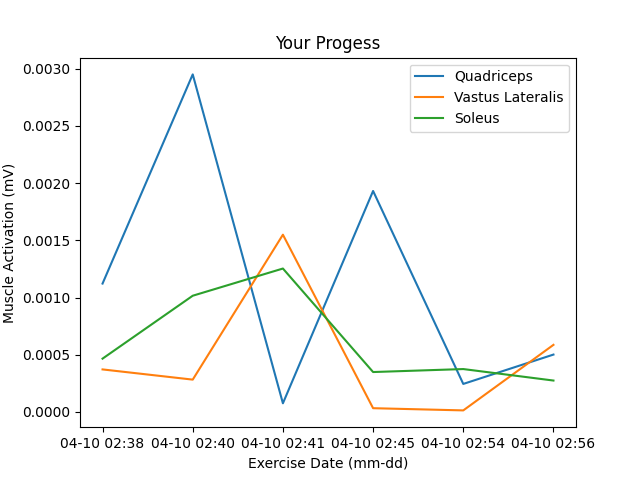 Your Progess
Muscle Activation (mV)
0.0030
0.0025
0.0020
0.0015
0.0010
0.0005
0.0000
Quadriceps
Vastus Lateralis
Soleus
04-10 02:38 04-10 02:40 04-10 02:41 04-10 02:45 04-10 02:54 04-10 02:56
Exercise Date (mm-dd)